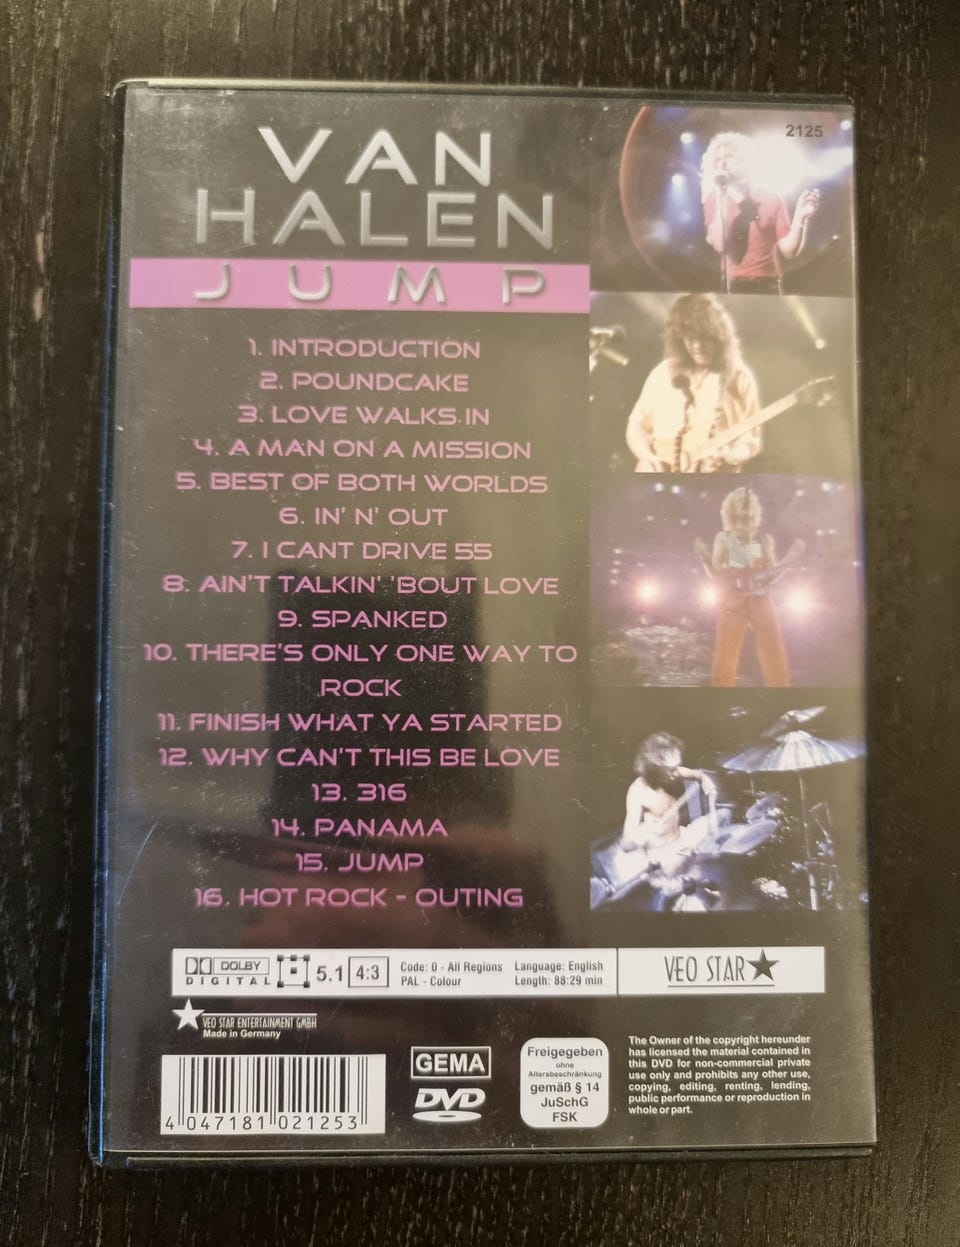 2125
VAN
HALEN
JUMP
1. INTRODUCTION
2. POUNDCAKE
3. LOVE WALKS IN
4. A MAN ON A MISSION
5. BEST OF BOTH WORLDS
6. IN' N' OUT
7. I CANT DRIVE 55
8. AIN'T TALKIN' 'BOUT LOVE
9. SPANKED
10. THERE'S ONLY ONE WAY TO
ROCK
11. FINISH WHAT YA STARTED
12. WHY CAN'T THIS BE LOVE
13. 316
14. PANAMA
15. JUMP
16. HOT ROCK - OUTING
DOLBY
DIGITAL
5.1
4:3
Code: 0 - All Regions
PAL - Colour
Language: English
Length: 88:29 min
VEO STAR
VEO STAR ENTERTAINMENT GMBH
Made in Germany
4 047181 021253
GEMA
DVD
Freigegeben
ohne
Altersbeschränkung
gemäß § 14
JuSchG
FSK
The Owner of the copyright hereunder
has licensed the material contained in
this DVD for non-commercial private
use only and prohibits any other use,
copying, editing, renting, lending,
public performance or reproduction in
whole or part.